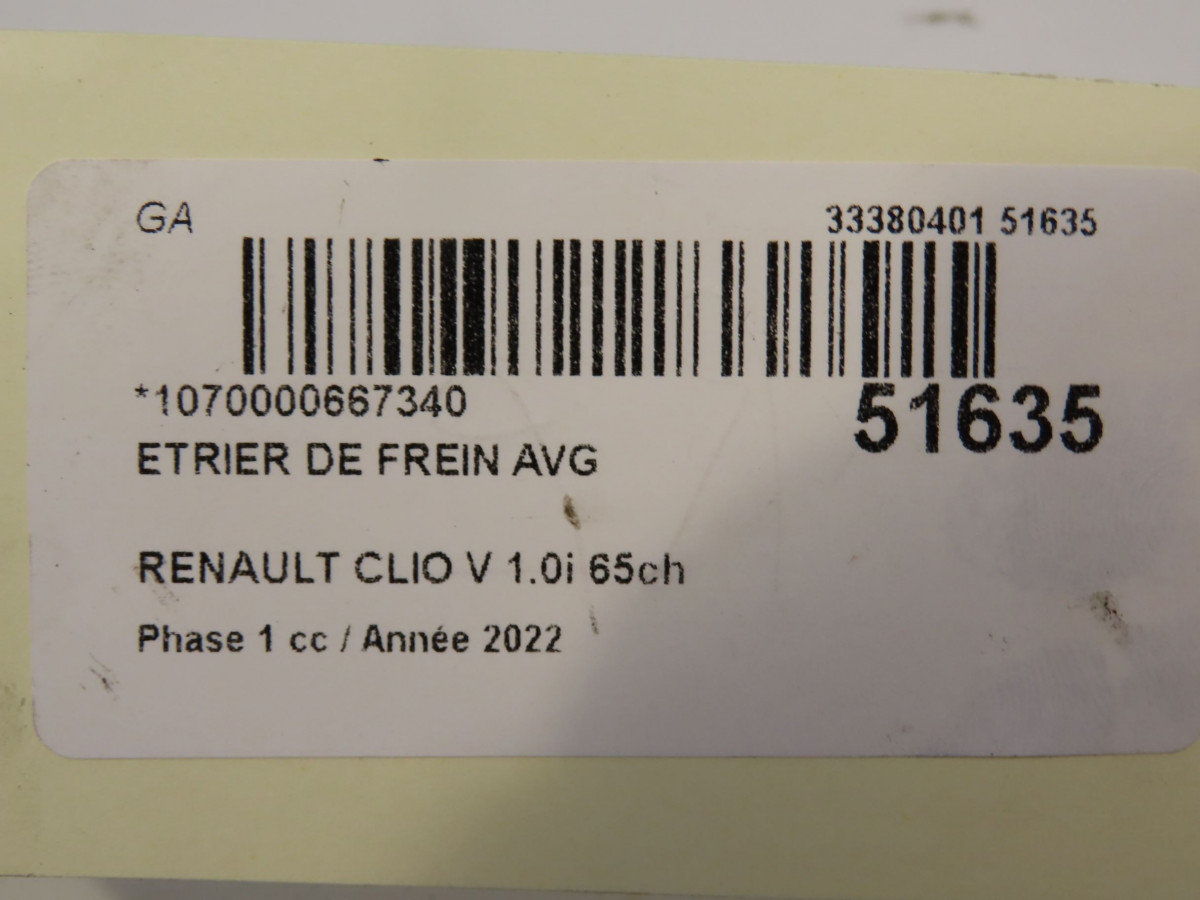 GA 33380401 51635
*1070000667340 51635
ETRIER DE FREIN AVG
RENAULT CLIO V 1.0i 65ch
Phase 1 cc / Année 2022